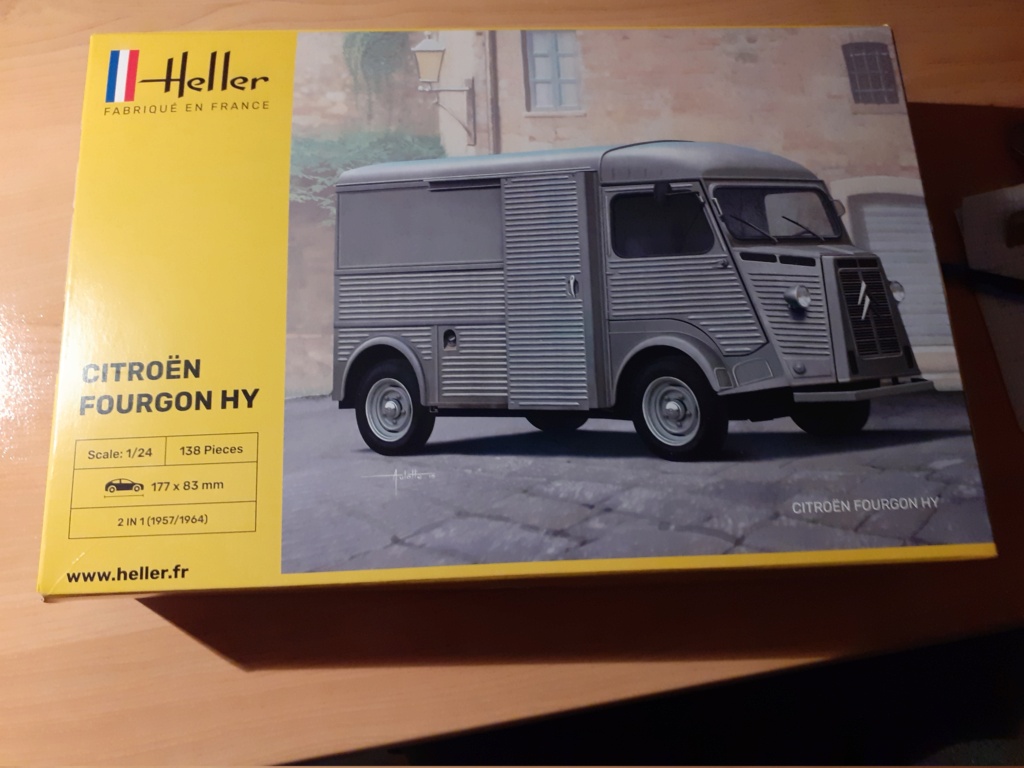 Heller
FABRIQUÉ EN FRANCE
CITROËN
FOURGON HY
Scale: 1/24
138 Pieces
177 x 83 mm
2 IN 1 (1957/1964)
www.heller.fr
CITROËN FOURGON HY